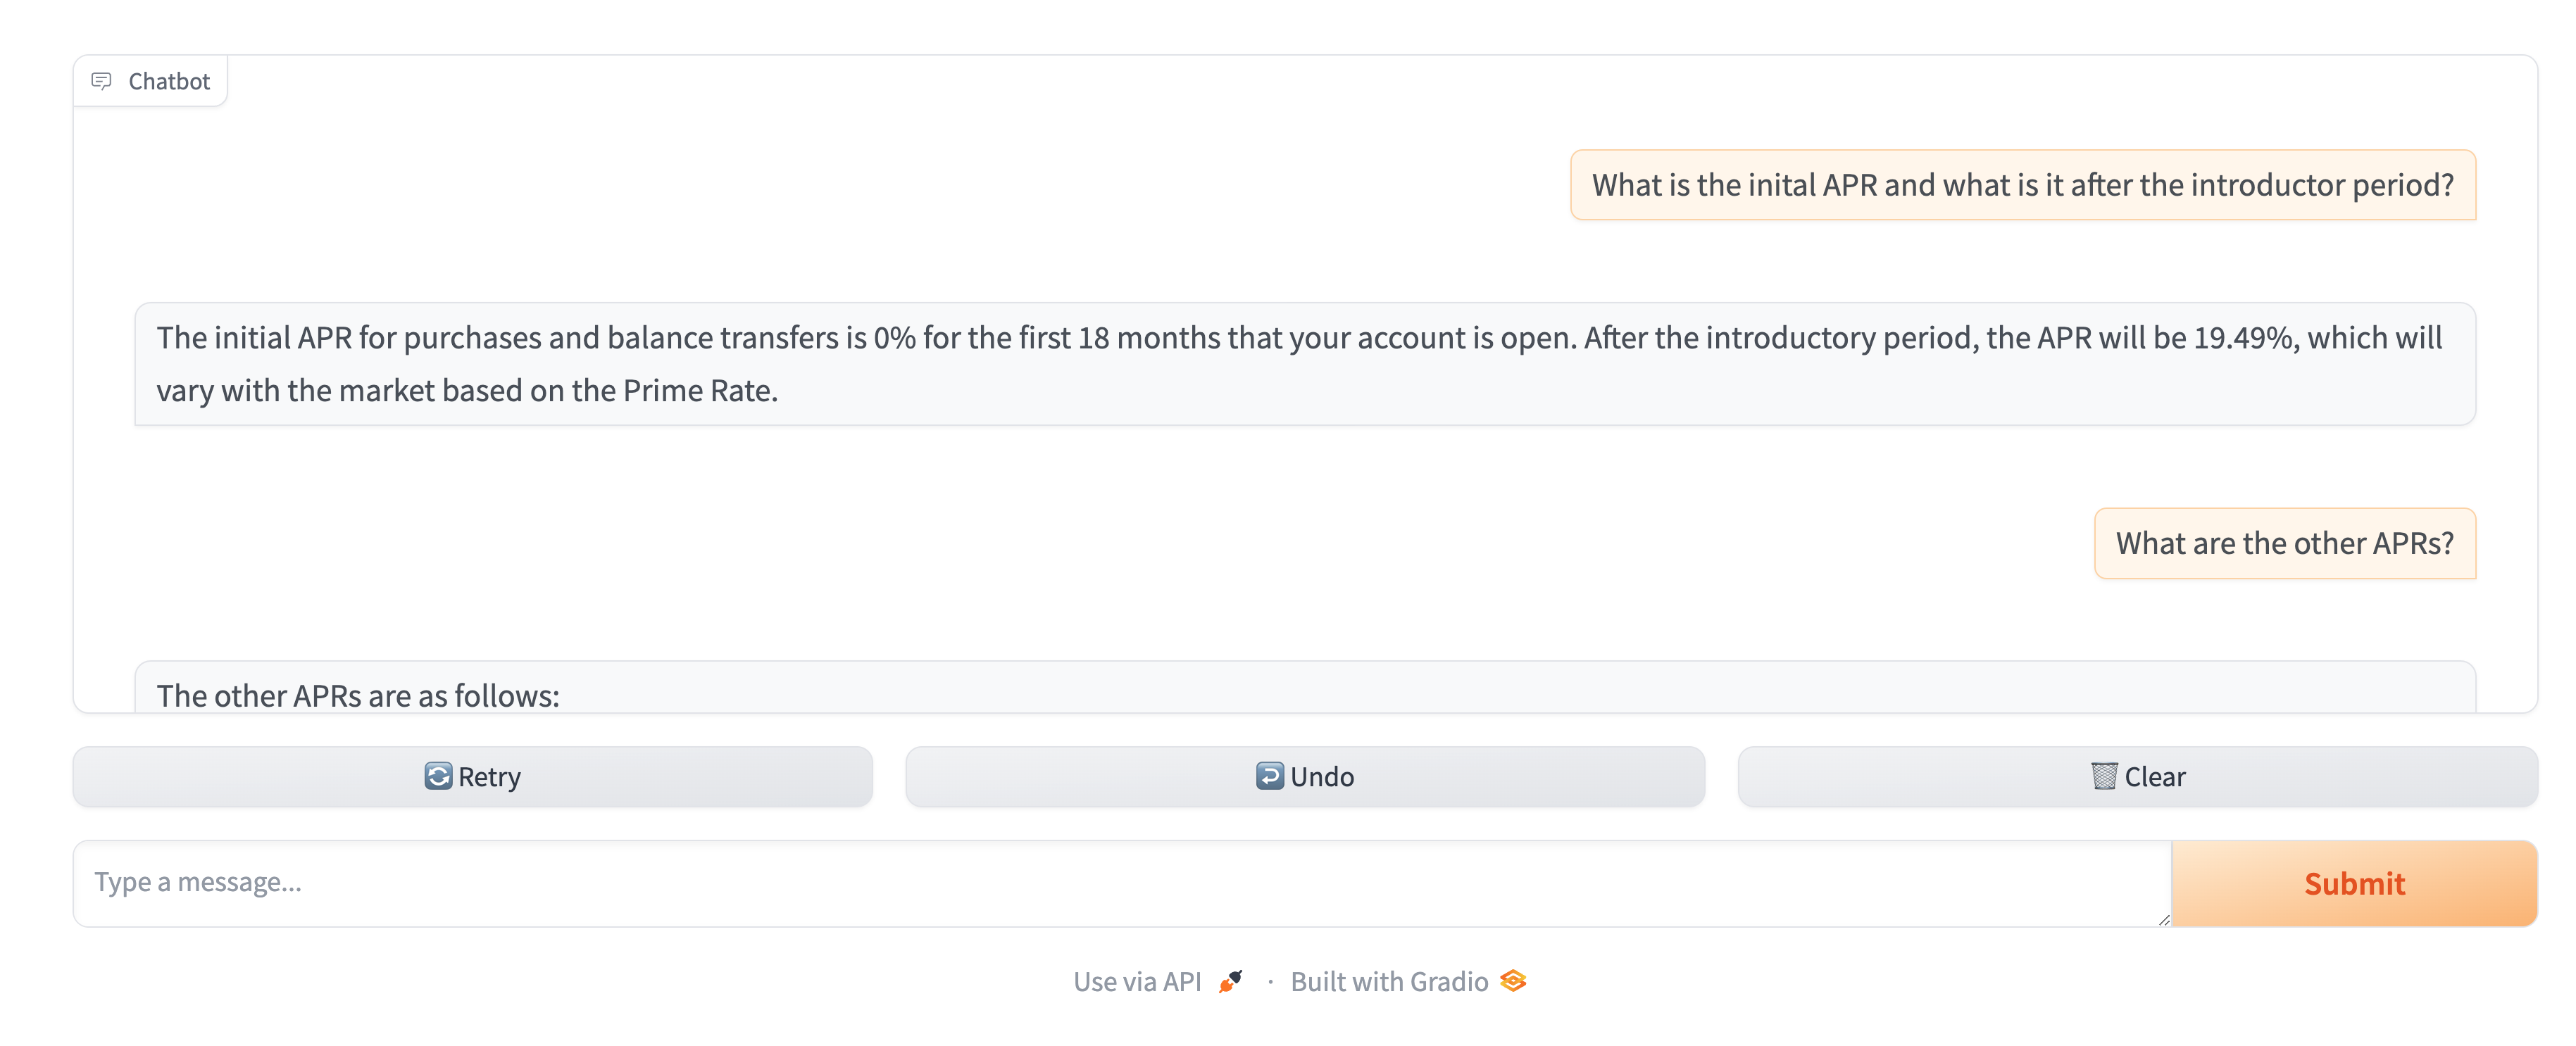 Chatbot
What is the inital APR and what is it after the introductor period?
The initial APR for purchases and balance transfers is 0% for the first 18 months that your account is open. After the introductory period, the APR will be 19.49%, which will
vary with the market based on the Prime Rate.
What are the other APRs?
The other APRs are as follows:
Retry
Undo
Clear
Type a message...
Submit
Use via API · Built with Gradio